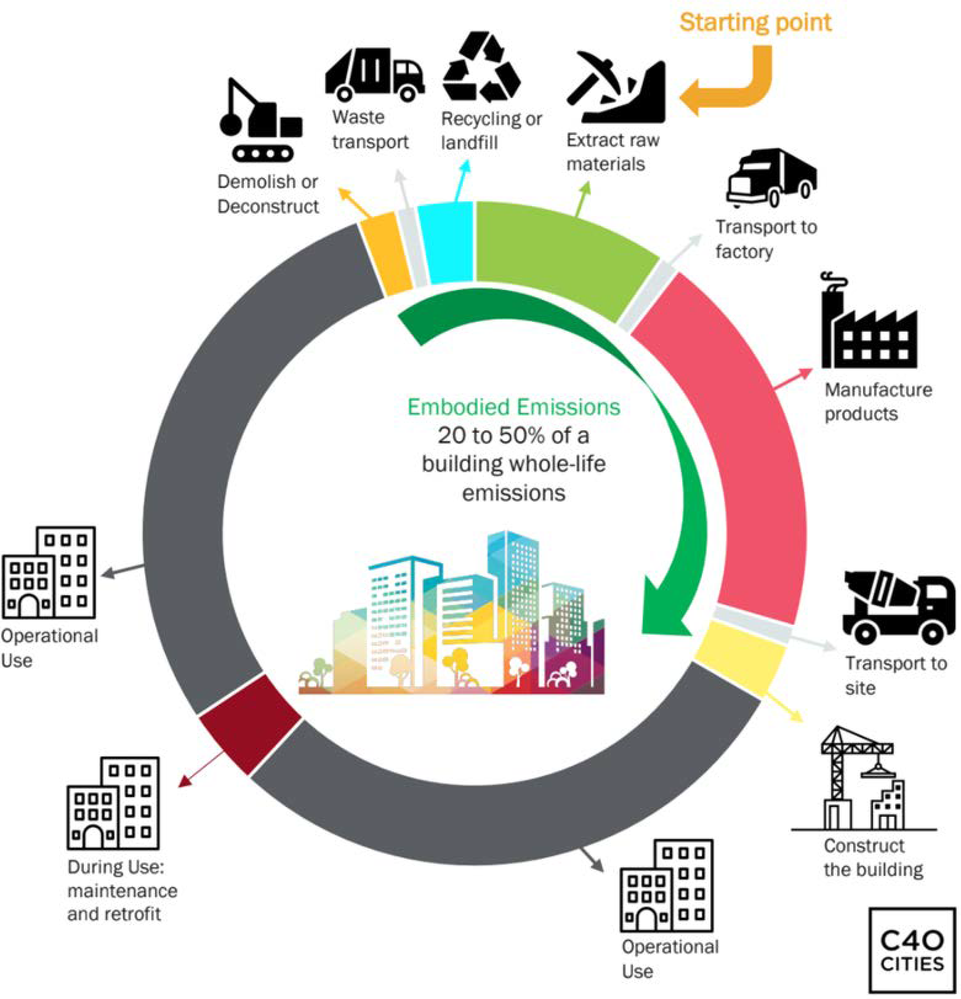 Starting point
Waste
transport
Recycling or
landfill
Extract raw
materials
Demolish or
Deconstruct
Transport to
factory
Manufacture
products
Embodied Emissions
20 to 50% of a
building whole-life
emissions
Operational
Use
Transport to
site
Construct
the building
During Use:
maintenance
and retrofit
Operational
Use
C40
CITIES